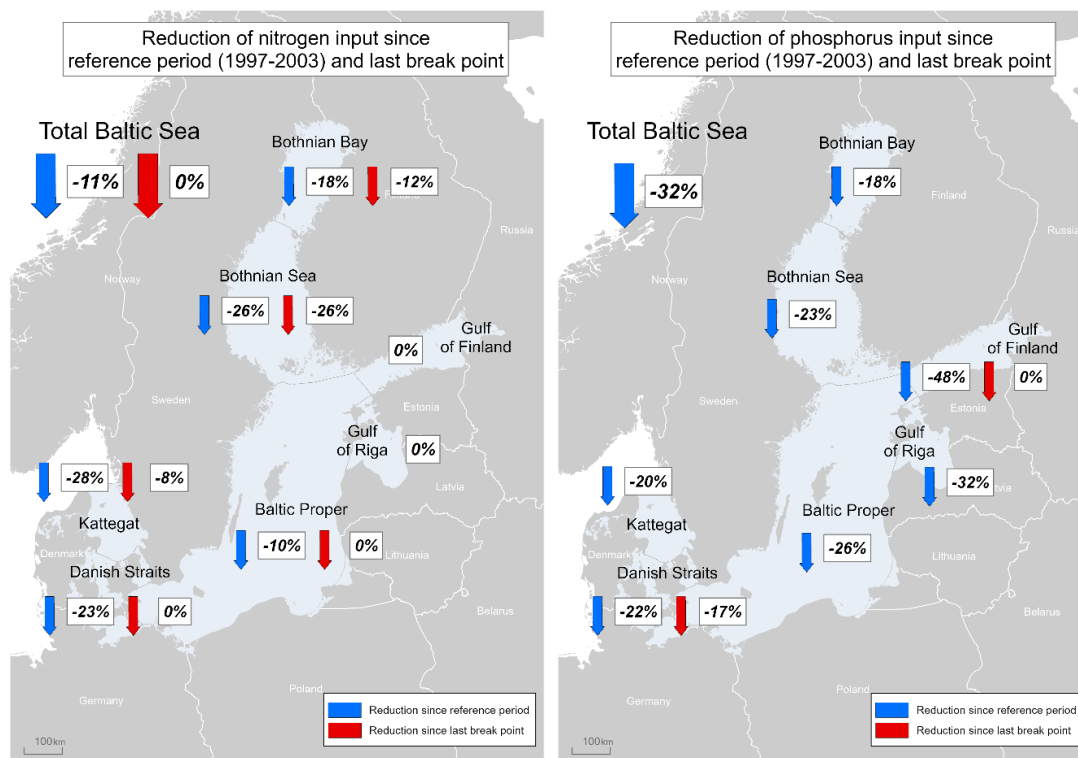 Reduction of nitrogen input since
reference period (1997-2003) and last break point
Total Baltic Sea
-11%
0%
Bothnian Bay
-18%
-12%
Finland
Russia
Norway
Bothnian Sea
-26%
-26%
Gulf
of Finland
0%
Sweden
Estonia
Gulf
of Riga
0%
Latvia
-28%
-8%
Kattegat
Baltic Proper
-10%
0%
Denmark
Lithuania
Danish Straits
-23%
0%
Belarus
Germany
Poland
Reduction since reference period
Reduction since last break point
100km
Reduction of phosphorus input since
reference period (1997-2003) and last break point
Total Baltic Sea
-32%
Bothnian Bay
-18%
Finland
Russia
Norway
Bothnian Sea
-23%
Gulf
of Finland
-48%
0%
Sweden
Estonia
Gulf
of Riga
-32%
-20%
Kattegat
Baltic Proper
-26%
Denmark
Lithuania
Danish Straits
-22%
-17%
Belarus
Germany
Poland
Reduction since reference period
Reduction since last break point
100km